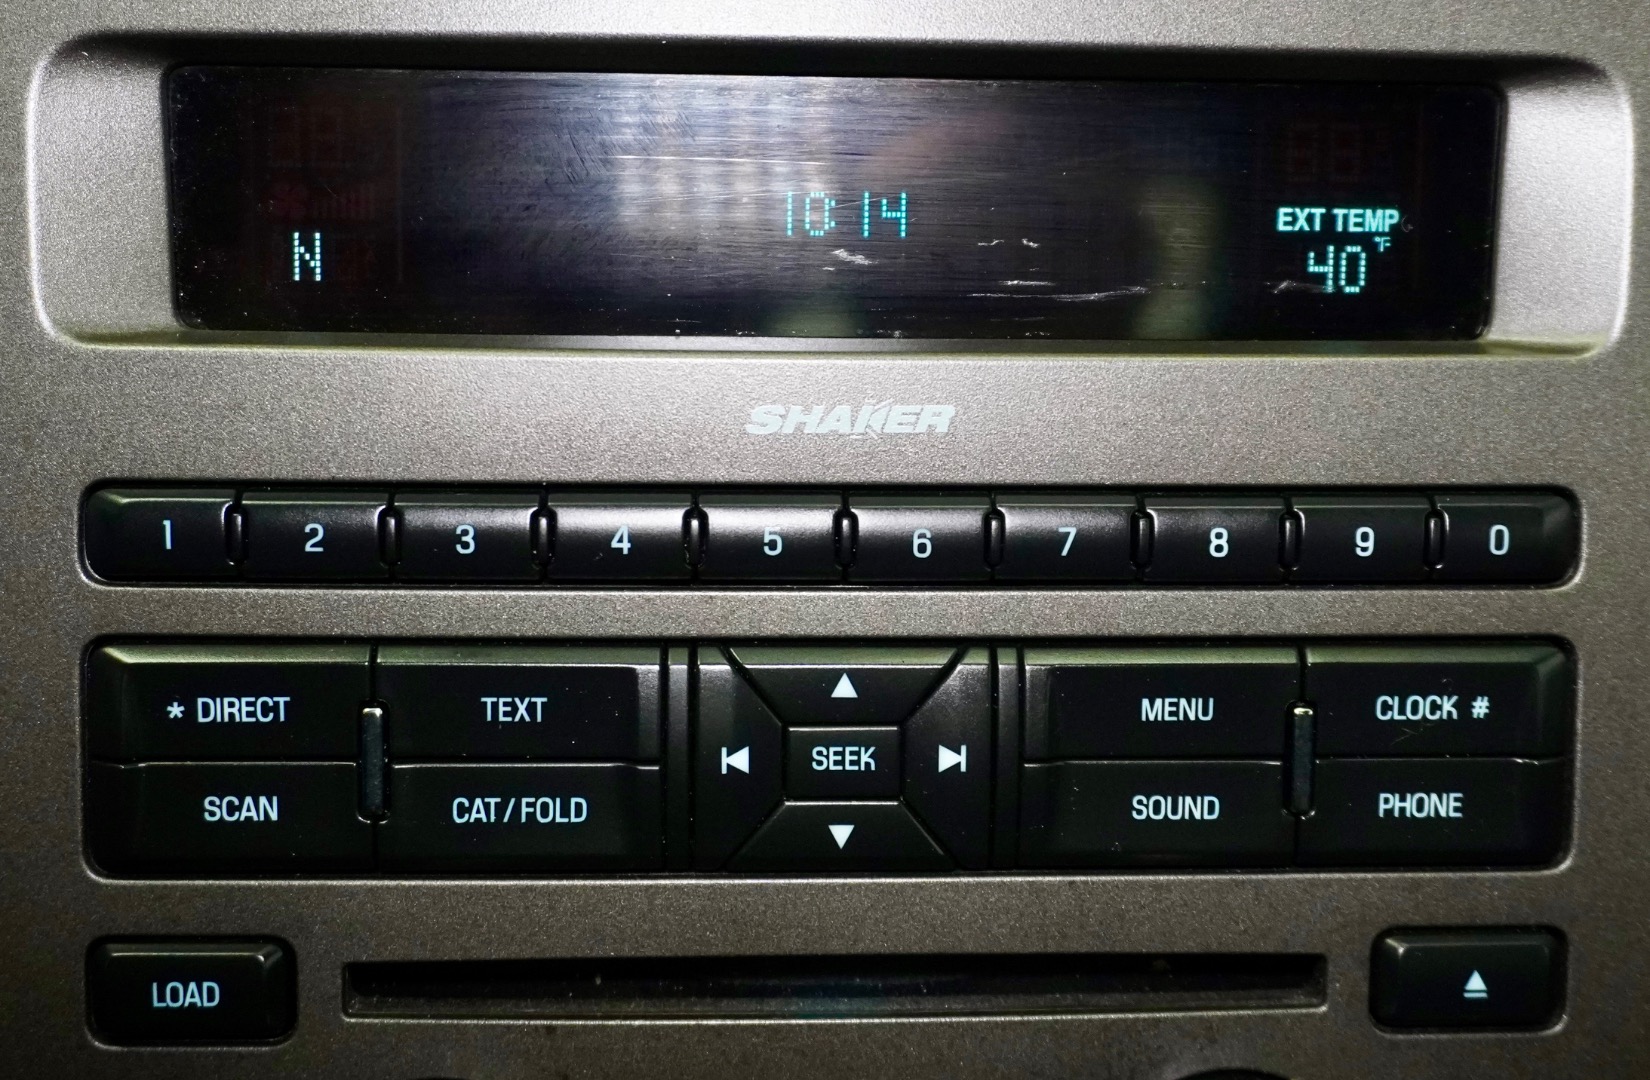 10:14
EXT TEMP
N
40°F
SHAKER
1 2 3 4 5 6 7 8 9 0
* DIRECT TEXT MENU CLOCK #
SEEK
SCAN CAT/FOLD SOUND PHONE
LOAD